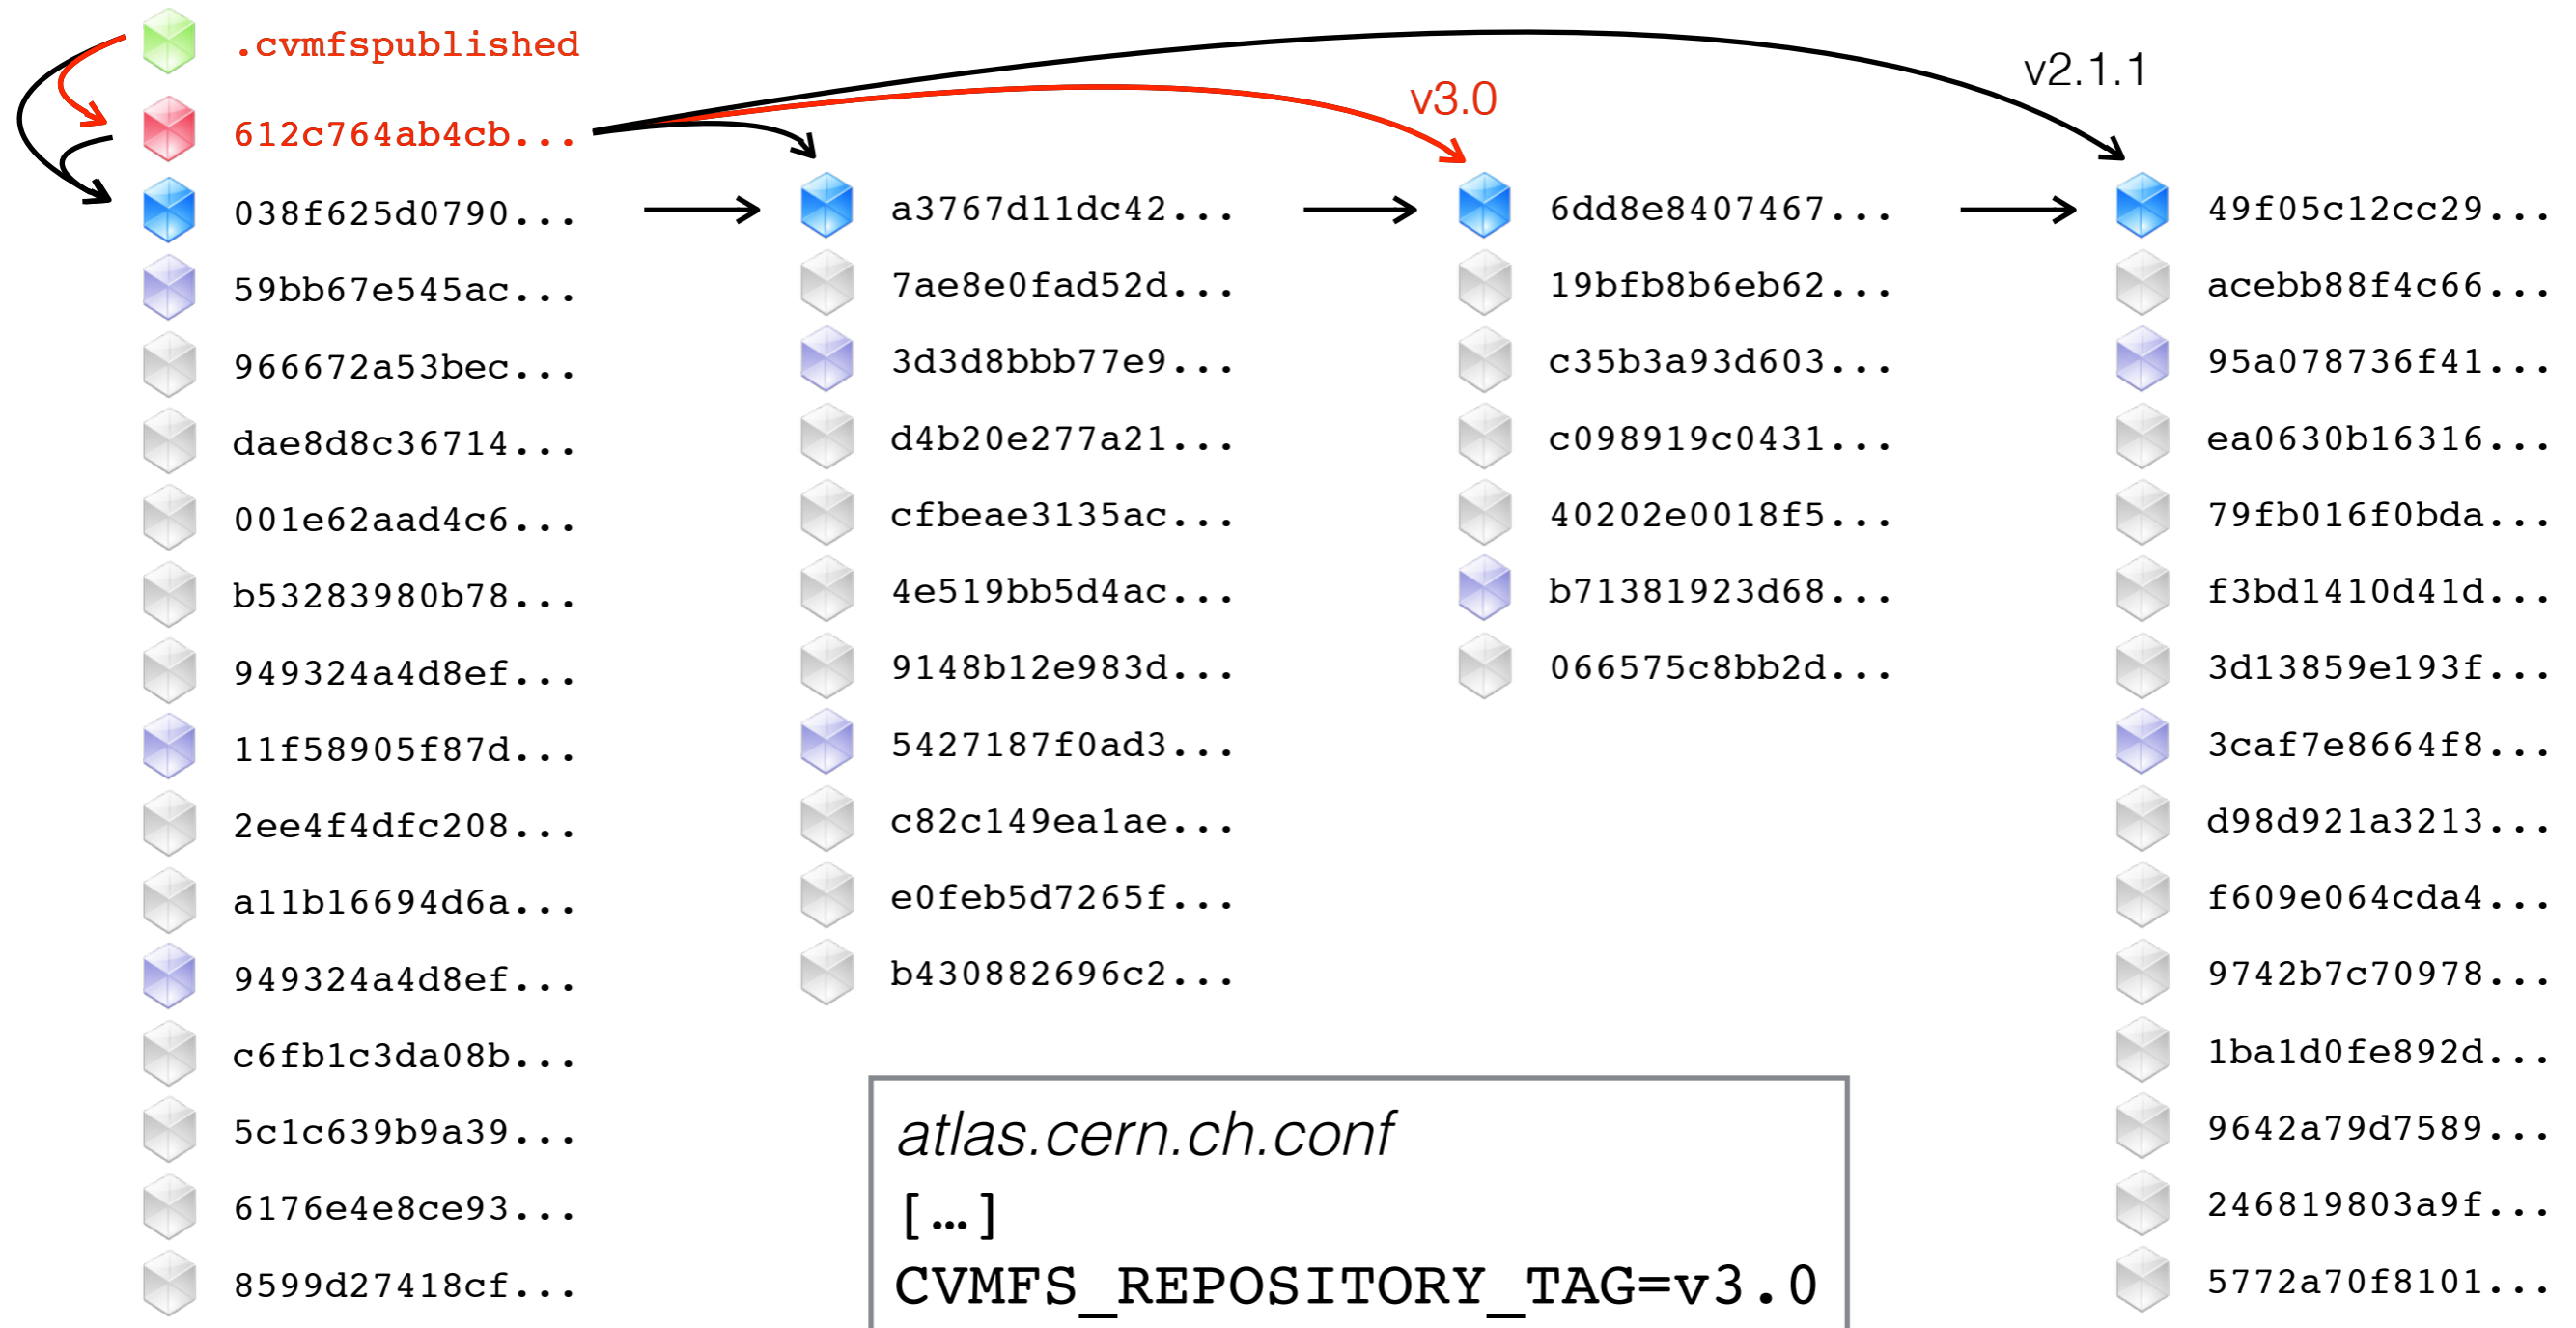 .cvmfspublished
612c764ab4cb...
038f625d0790...
59bb67e545ac...
966672a53bec...
dae8d8c36714...
001e62aad4c6...
b53283980b78...
949324a4d8ef...
11f58905f87d...
2ee4f4dfc208...
a11b16694d6a...
949324a4d8ef...
c6fb1c3da08b...
5c1c639b9a39...
6176e4e8ce93...
8599d27418cf...
a3767d11dc42...
7ae8e0fad52d...
3d3d8bbb77e9...
d4b20e277a21...
cfbeae3135ac...
4e519bb5d4ac...
9148b12e983d...
5427187f0ad3...
c82c149ea1ae...
e0feb5d7265f...
b430882696c2...
v3.0
6dd8e8407467...
19bfb8b6eb62...
c35b3a93d603...
c098919c0431...
40202e0018f5...
b71381923d68...
066575c8bb2d...
v2.1.1
49f05c12cc29...
acebb88f4c66...
95a078736f41...
ea0630b16316...
79fb016f0bda...
f3bd1410d41d...
3d13859e193f...
3caf7e8664f8...
d98d921a3213...
f609e064cda4...
9742b7c70978...
1ba1d0fe892d...
9642a79d7589...
246819803a9f...
5772a70f8101...
atlas.cern.ch.conf
[…]
CVMFS_REPOSITORY_TAG=v3.0